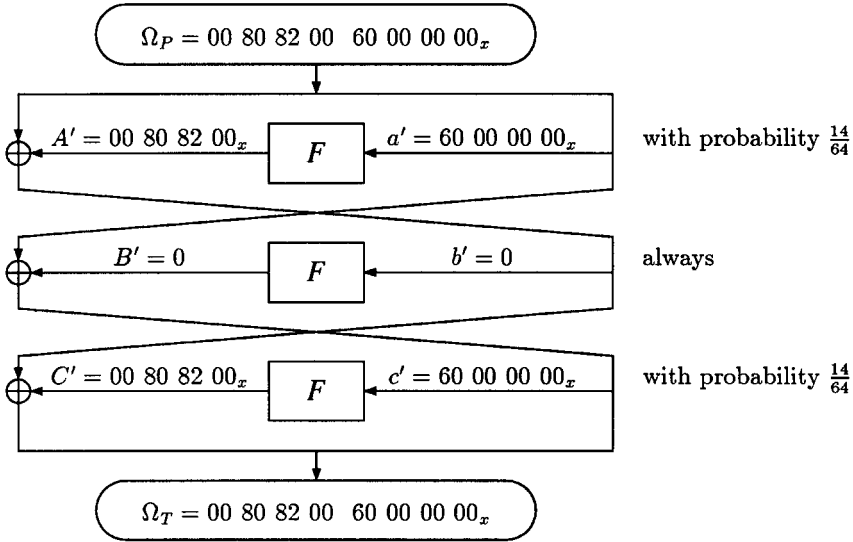 Ω_P = 00 80 82 00  60 00 00 00_x
A' = 00 80 82 00_x  F  a' = 60 00 00 00_x  with probability 14/64
B' = 0  F  b' = 0  always
C' = 00 80 82 00_x  F  c' = 60 00 00 00_x  with probability 14/64
Ω_T = 00 80 82 00  60 00 00 00_x